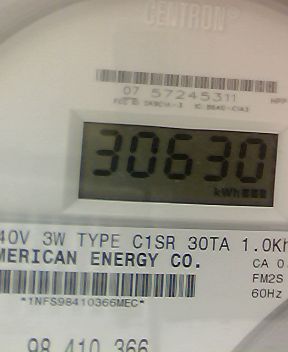 CENTRON®
07 57245311
30630
kWh
40V 3W TYPE C1SR 30TA 1.0Kh
MERICAN ENERGY CO.
CA 0.
FM2S
60Hz
*1NFS98410366MEC*
98 410 366